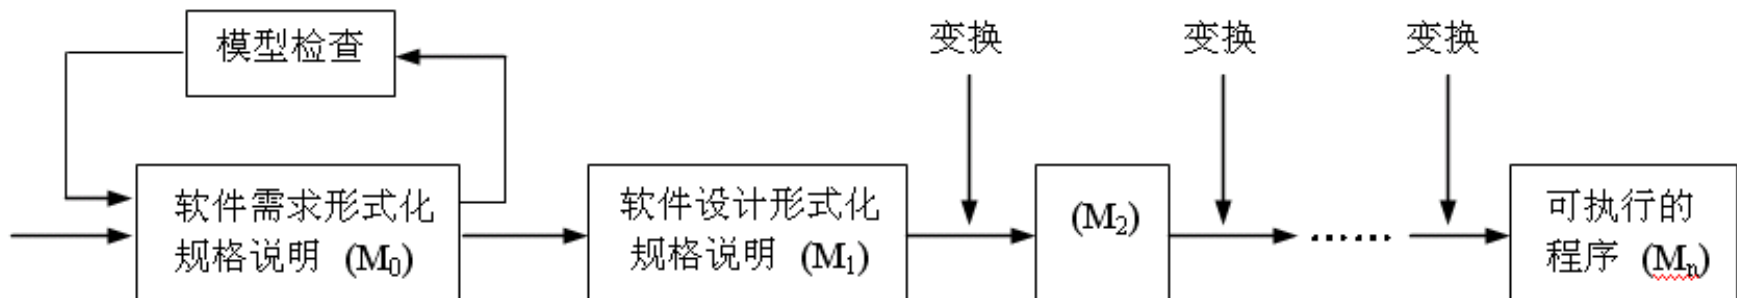 模型检查
变换
变换
变换
软件需求形式化
规格说明 (M₀)
软件设计形式化
规格说明 (M₁)
(M₂)
······
可执行的
程序 (Mₙ)